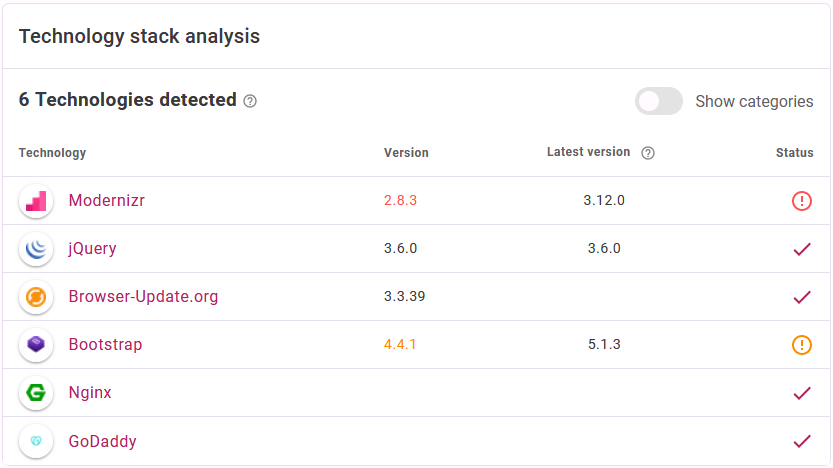 Technology stack analysis
6 Technologies detected ?
Show categories
Technology Version Latest version ? Status
Modernizr 2.8.3 3.12.0
jQuery 3.6.0 3.6.0
Browser-Update.org 3.3.39
Bootstrap 4.4.1 5.1.3
Nginx
GoDaddy